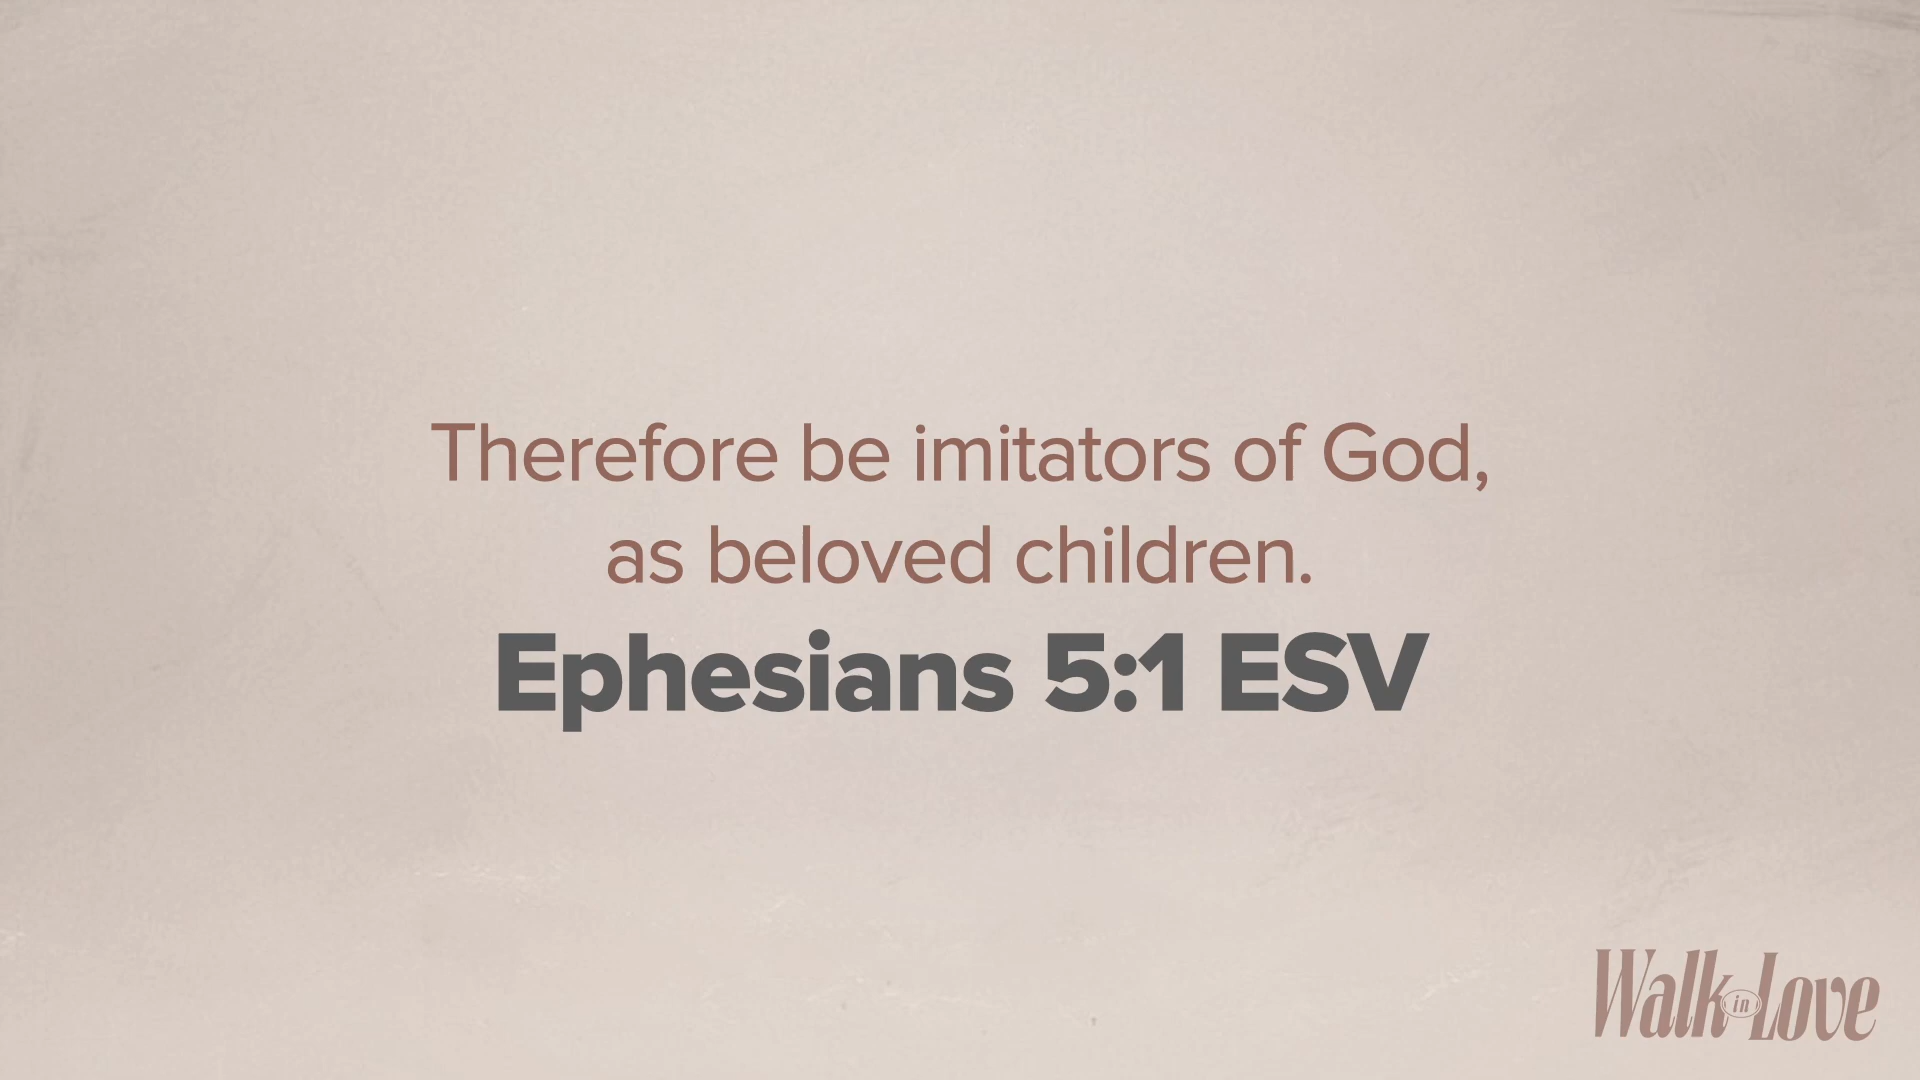 Therefore be imitators of God,
as beloved children.
Ephesians 5:1 ESV
Walk in Love